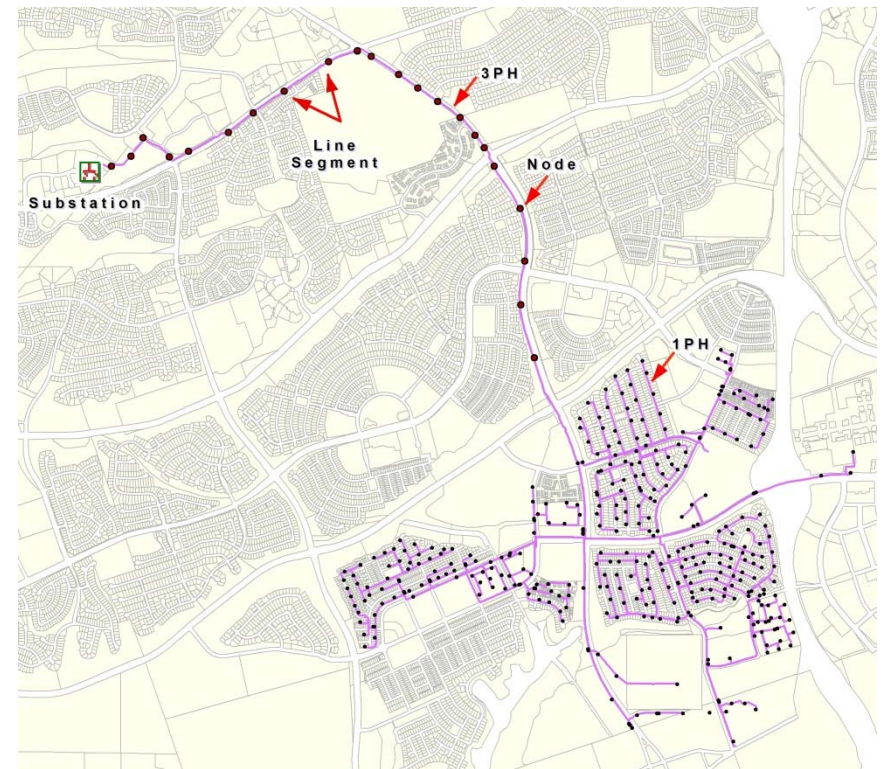 3PH
Line
Segment
Node
Substation
1PH